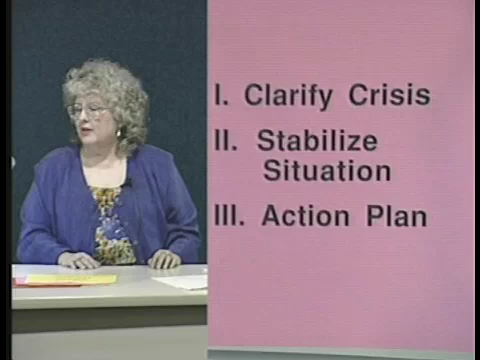 I. Clarify Crisis
II. Stabilize
Situation
III. Action Plan